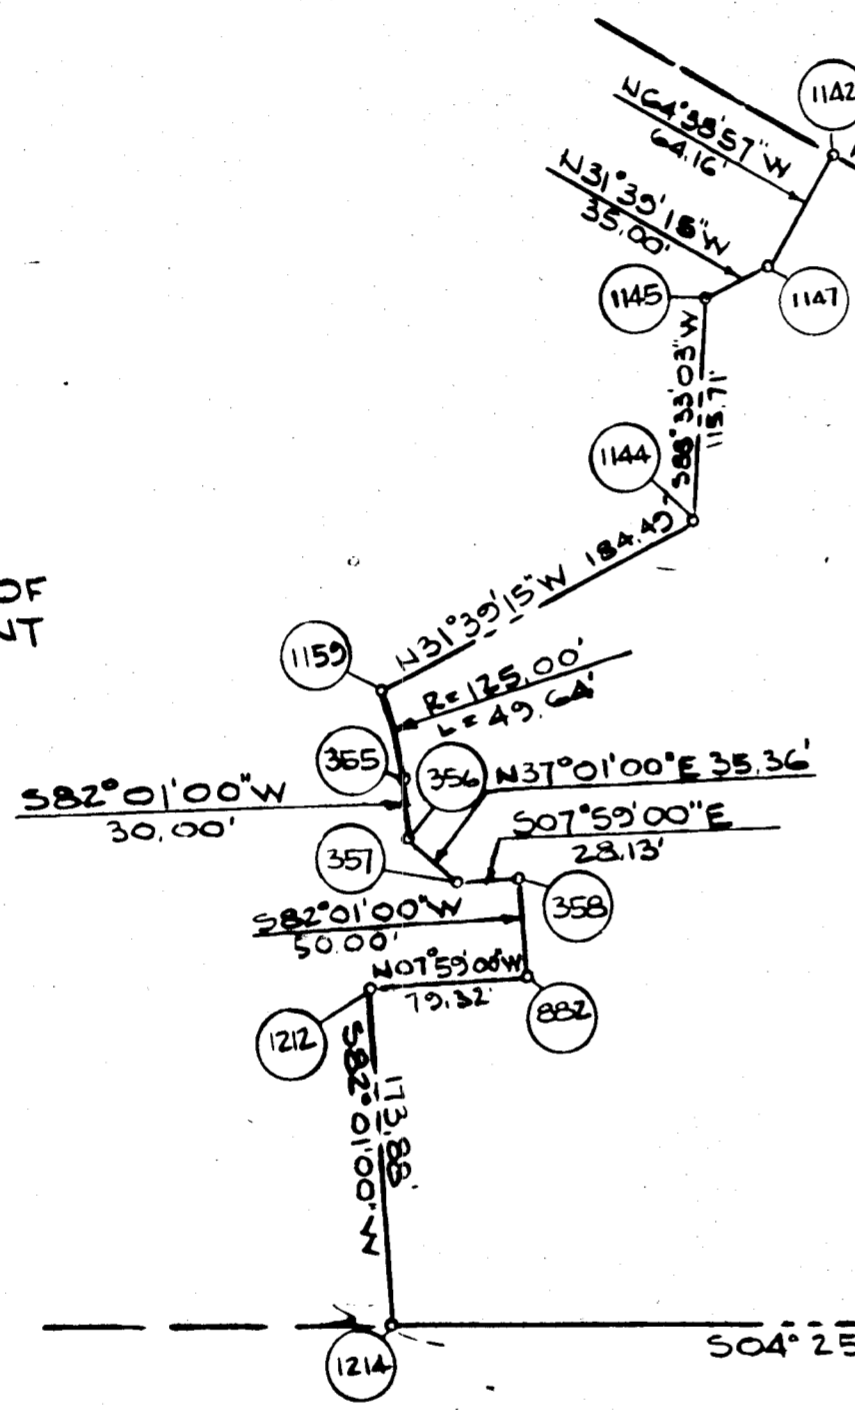 1142
N64°38'57"W
64.16'
N31°39'15"W
35.00'
1145
1147
S88°33'03"W
115.71'
1144
N31°39'15"W 184.49'
OF
NT
1159
R=125.00'
L=49.64'
355
356
N37°01'00"E 35.36'
S82°01'00"W
30.00'
S07°59'00"E
28.13'
357
358
S82°01'00"W
50.00'
N07°59'00"W
79.32'
882
1212
173.88'
S82°01'00"W
S04°25
1214